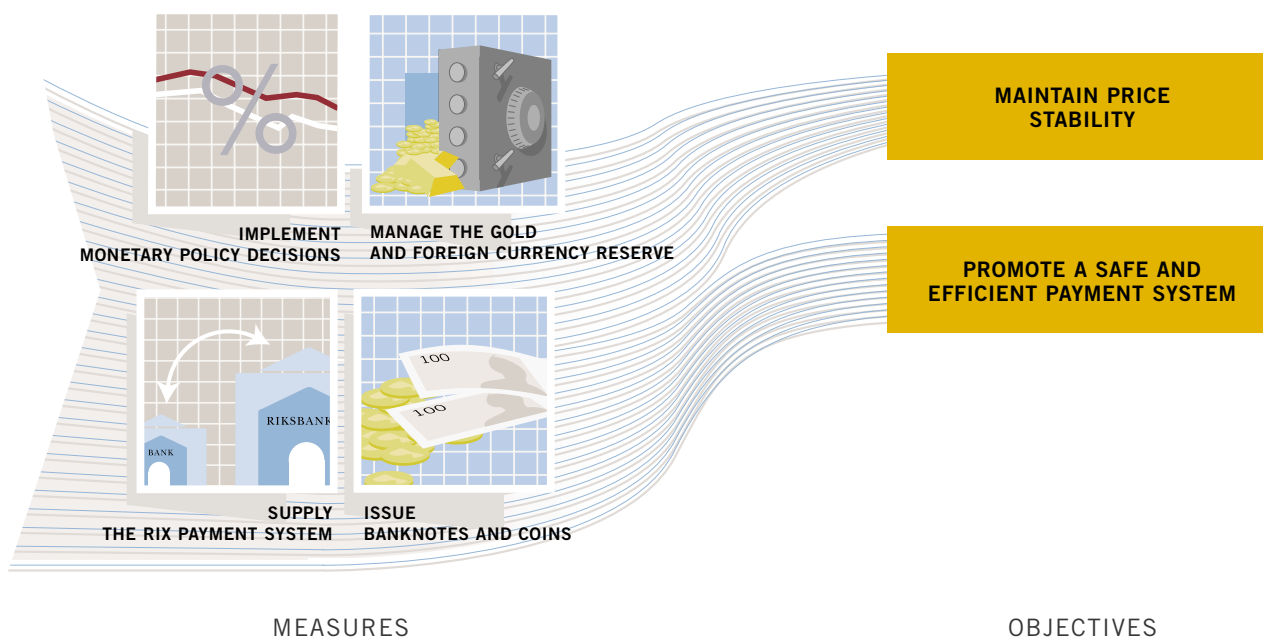 %
MAINTAIN PRICE
STABILITY
IMPLEMENT
MONETARY POLICY DECISIONS
MANAGE THE GOLD
AND FOREIGN CURRENCY RESERVE
PROMOTE A SAFE AND
EFFICIENT PAYMENT SYSTEM
100
100
RIKSBANK
BANK
SUPPLY
THE RIX PAYMENT SYSTEM
ISSUE
BANKNOTES AND COINS
MEASURES
OBJECTIVES